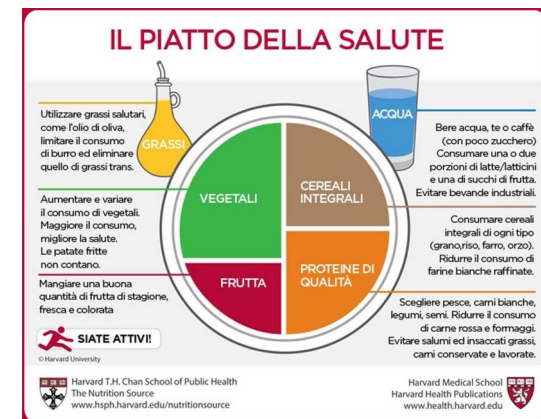 IL PIATTO DELLA SALUTE
Utilizzare grassi salutari,
come l'olio di oliva,
limitare il consumo
di burro ed eliminare
quello di grassi trans.
GRASSI
ACQUA
Bere acqua, te o caffè
(con poco zucchero)
Consumare una o due
porzioni di latte/latticini
e una di succhi di frutta.
Evitare bevande industriali.
VEGETALI
CEREALI
INTEGRALI
Aumentare e variare
il consumo di vegetali.
Maggiore il consumo,
migliore la salute.
Le patate fritte
non contano.
Consumare cereali
integrali di ogni tipo
(grano,riso, farro, orzo).
Ridurre il consumo di
farine bianche raffinate.
FRUTTA
PROTEINE DI
QUALITÀ
Mangiare una buona
quantità di frutta di stagione,
fresca e colorata
Scegliere pesce, carni bianche,
legumi, semi. Ridurre il consumo
di carne rossa e formaggi.
Evitare salumi ed insaccati grassi,
carni conservate e lavorate.
SIATE ATTIVI!
© Harvard University
Harvard T.H. Chan School of Public Health
The Nutrition Source
www.hsph.harvard.edu/nutritionsource
Harvard Medical School
Harvard Health Publications
www.health.harvard.edu